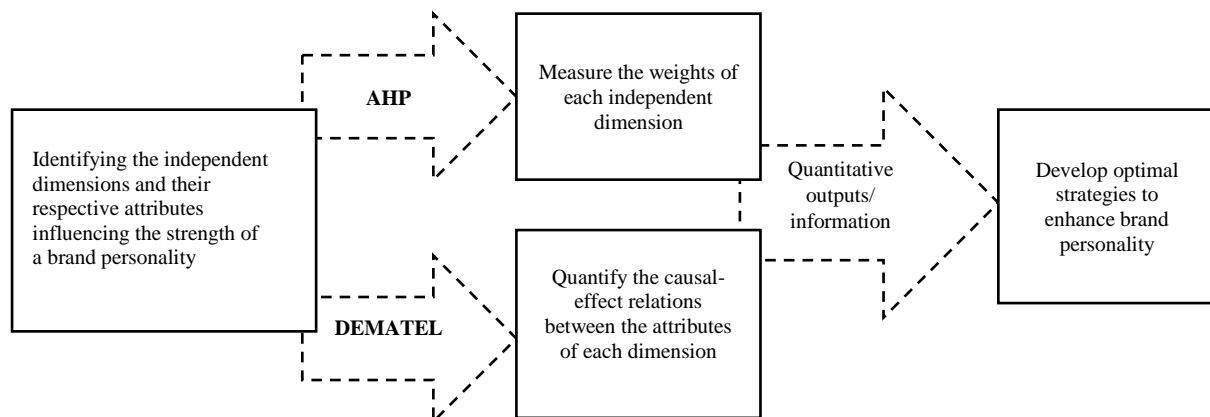 Identifying the independent
dimensions and their
respective attributes
influencing the strength of
a brand personality
AHP
Measure the weights of
each independent
dimension
DEMATEL
Quantify the causal-
effect relations
between the attributes
of each dimension
Quantitative
outputs/
information
Develop optimal
strategies to
enhance brand
personality